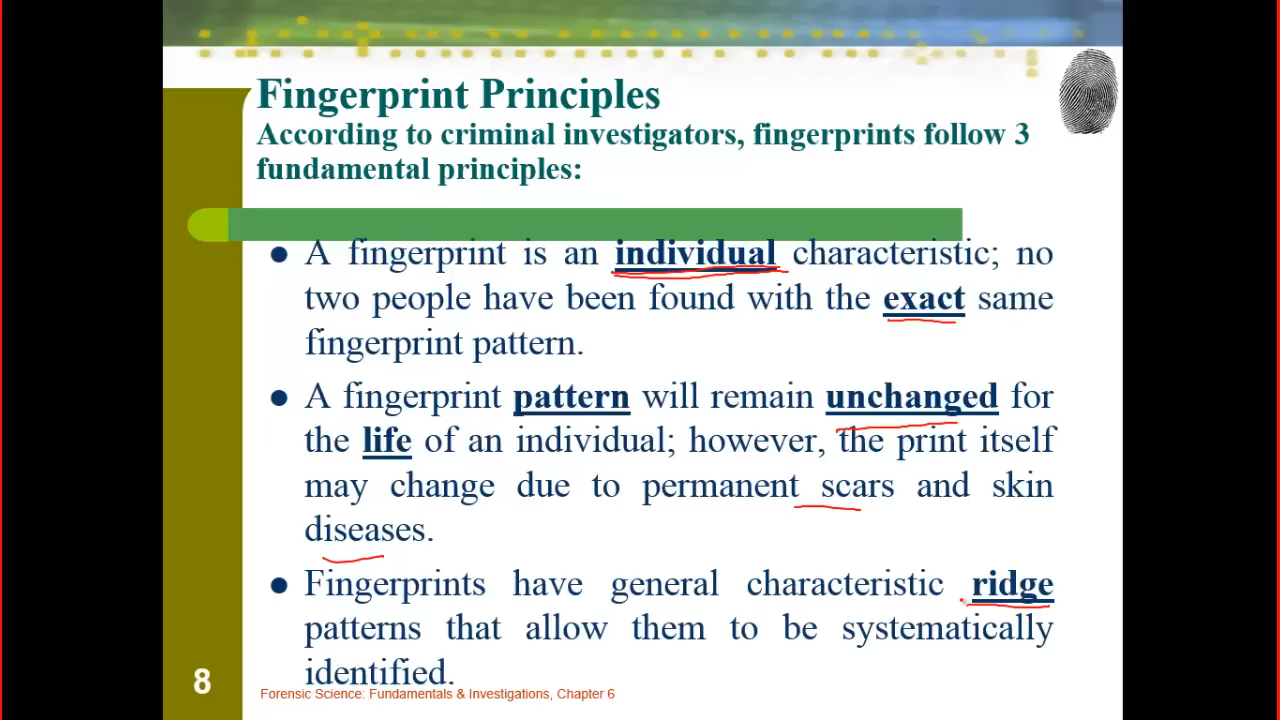 Fingerprint Principles
According to criminal investigators, fingerprints follow 3
fundamental principles:
● A fingerprint is an individual characteristic; no
two people have been found with the exact same
fingerprint pattern.
● A fingerprint pattern will remain unchanged for
the life of an individual; however, the print itself
may change due to permanent scars and skin
diseases.
● Fingerprints have general characteristic ridge
patterns that allow them to be systematically
identified.
8
Forensic Science: Fundamentals & Investigations, Chapter 6